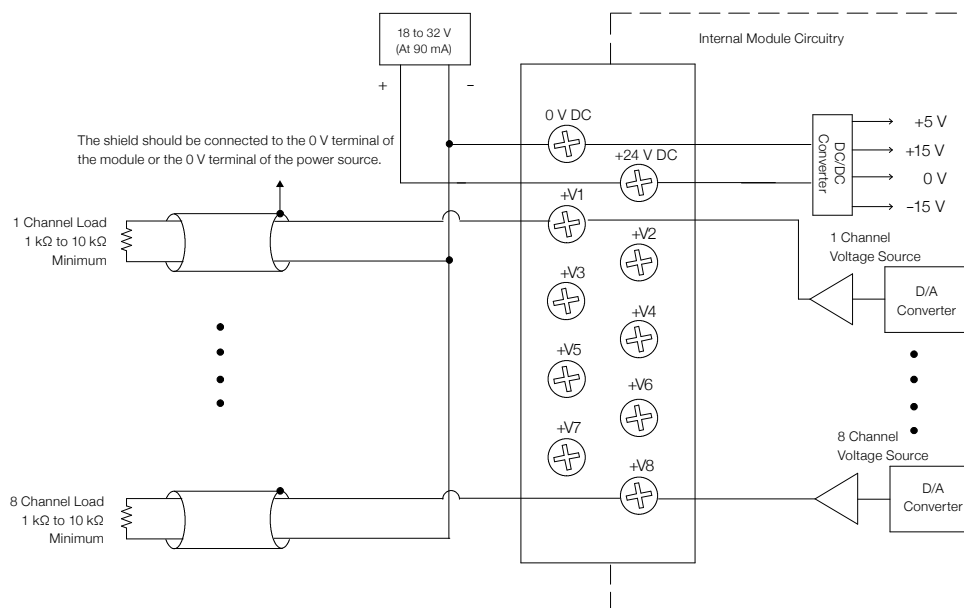 18 to 32 V
(At 90 mA)
Internal Module Circuitry
+
–
0 V DC
The shield should be connected to the 0 V terminal of
the module or the 0 V terminal of the power source.
+24 V DC
DC/DC
Converter
+5 V
+15 V
0 V
–15 V
+V1
1 Channel Load
1 kΩ to 10 kΩ
Minimum
+V2
1 Channel
Voltage Source
+V3
D/A
Converter
+V4
+V5
+V6
+V7
8 Channel
Voltage Source
+V8
8 Channel Load
1 kΩ to 10 kΩ
Minimum
D/A
Converter